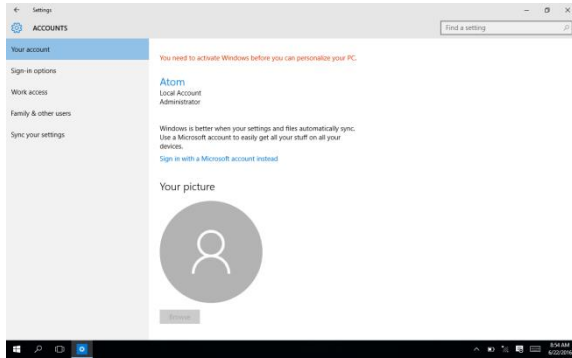 Settings
ACCOUNTS
Find a setting
Your account
Sign-in options
Work access
Family & other users
Sync your settings
You need to activate Windows before you can personalize your PC.
Atom
Local Account
Administrator
Windows is better when your settings and files automatically sync.
Use a Microsoft account to easily get all your stuff on all your
devices.
Sign in with a Microsoft account instead
Your picture
Browse
8:54 AM
6/22/2016